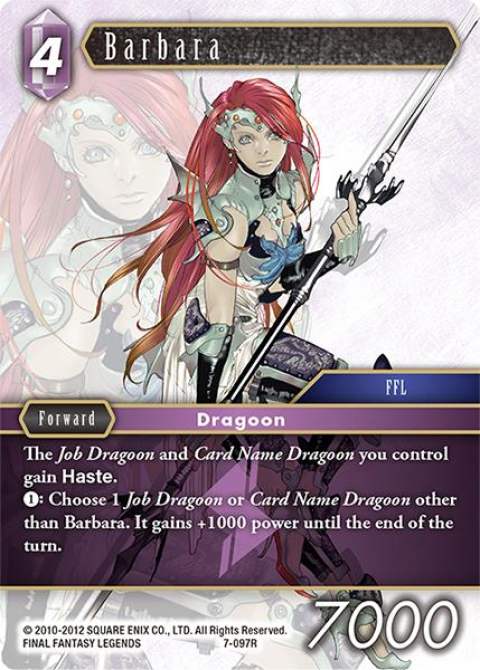 4
Barbara
FFL
Forward
Dragoon
The Job Dragoon and Card Name Dragoon you control
gain Haste.
❶: Choose 1 Job Dragoon or Card Name Dragoon other
than Barbara. It gains +1000 power until the end of the
turn.
© 2010-2012 SQUARE ENIX CO., LTD. All Rights Reserved.
FINAL FANTASY LEGENDS
7-097R
7000